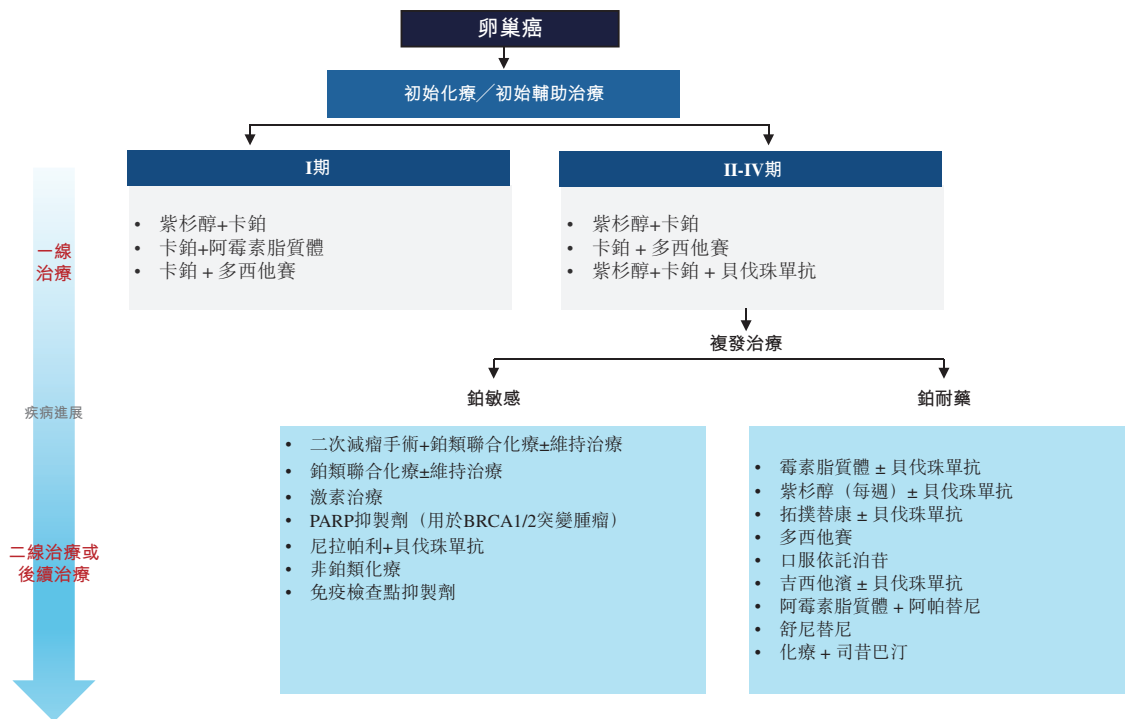 卵巢癌
初始化療／初始輔助治療
I期
II-IV期
一線
治療
• 紫杉醇+卡鉑
• 卡鉑+阿霉素脂質體
• 卡鉑 + 多西他賽
• 紫杉醇+卡鉑
• 卡鉑 + 多西他賽
• 紫杉醇+卡鉑 + 貝伐珠單抗
複發治療
鉑敏感
鉑耐藥
疾病進展
二線治療或
後續治療
• 二次減瘤手術+鉑類聯合化療±維持治療
• 鉑類聯合化療±維持治療
• 激素治療
• PARP抑製劑（用於BRCA1/2突變腫瘤）
• 尼拉帕利+貝伐珠單抗
• 非鉑類化療
• 免疫檢查點抑製劑
• 霉素脂質體 ± 貝伐珠單抗
• 紫杉醇（每週）± 貝伐珠單抗
• 拓撲替康 ± 貝伐珠單抗
• 多西他賽
• 口服依託泊苷
• 吉西他濱 ± 貝伐珠單抗
• 阿霉素脂質體 + 阿帕替尼
• 舒尼替尼
• 化療 + 司昔巴汀